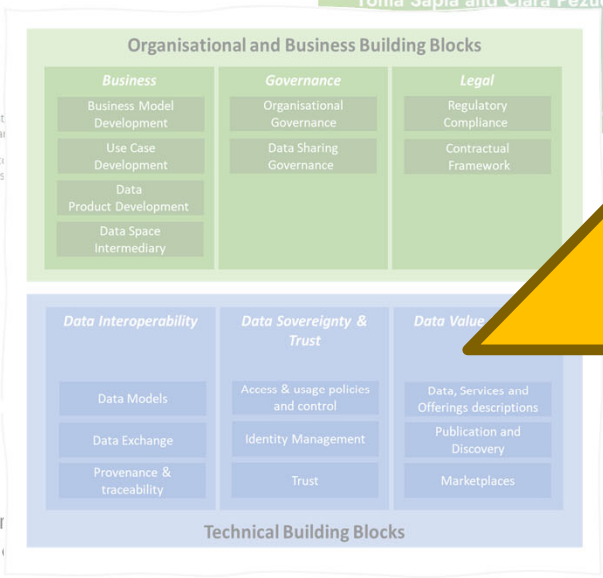 Organisational and Business Building Blocks
Business
Business Model
Development
Use Case
Development
Data
Product Development
Data Space
Intermediary
Governance
Organisational
Governance
Data Sharing
Governance
Legal
Regulatory
Compliance
Contractual
Framework
Data Interoperability
Data Models
Data Exchange
Provenance &
traceability
Data Sovereignty &
Trust
Access & usage policies
and control
Identity Management
Trust
Data Value
Data, Services and
Offerings descriptions
Publication and
Discovery
Marketplaces
Technical Building Blocks